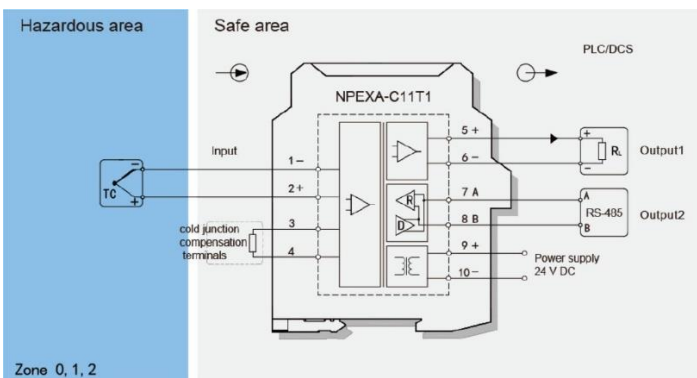 Hazardous area
Safe area
PLC/DCS
NPEXA-C11T1
Input
TC
-
+
1-
2+
cold junction
compensation
terminals
3
4
R
D
5 +
6 -
7 A
8 B
9 +
10 -
+
-
RL
Output1
A
B
RS-485
Output2
Power supply
24 V DC
Zone 0, 1, 2